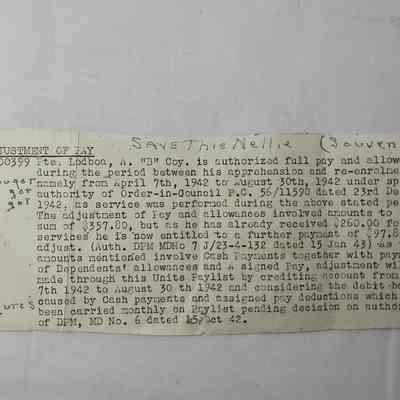 SAVE This Nellie (Souven
JUSTMENT OF PAY
00399 Pte. Lodboa, A. "D" Coy. is authorized full pay and allow
during the period between his apprehension and re-enrolme
namely from April 7th, 1942 to August 30th, 1942 under sp
authority of Order-in-Council P.C. 56/11590 dated 23rd De
1942, as service was performed during the above stated pe
The adjustment of Pay and allowances involved amounts to
sum of $357.80, but as he has already received $260.00 fo
services he is now entitled to a further payment of $97.8
adjust. (Auth. DPM MDNo 7 J/23-4-132 dated 15 Jan 43) As
amounts mentioned involve Cash Payments together with paym
of Dependents' allowances and A signed Pay, adjustment wil
made through this Units Paylist by crediting account from
7th 1942 to August 30 th 1942 and considering the debit ba
caused by Cash payments and assigned pay deductions which
been carried monthly on Paylist pending decision on author
of DPM, MD No. 6 dated 15 Oct 42.